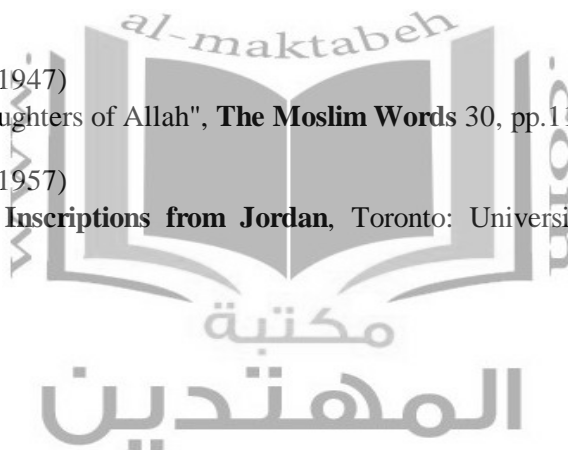 al-maktabeh
1947)
ughters of Allah", The Moslim Words 30, pp.11
1957)
Inscriptions from Jordan, Toronto: Universi
مكتبة
المهتدين